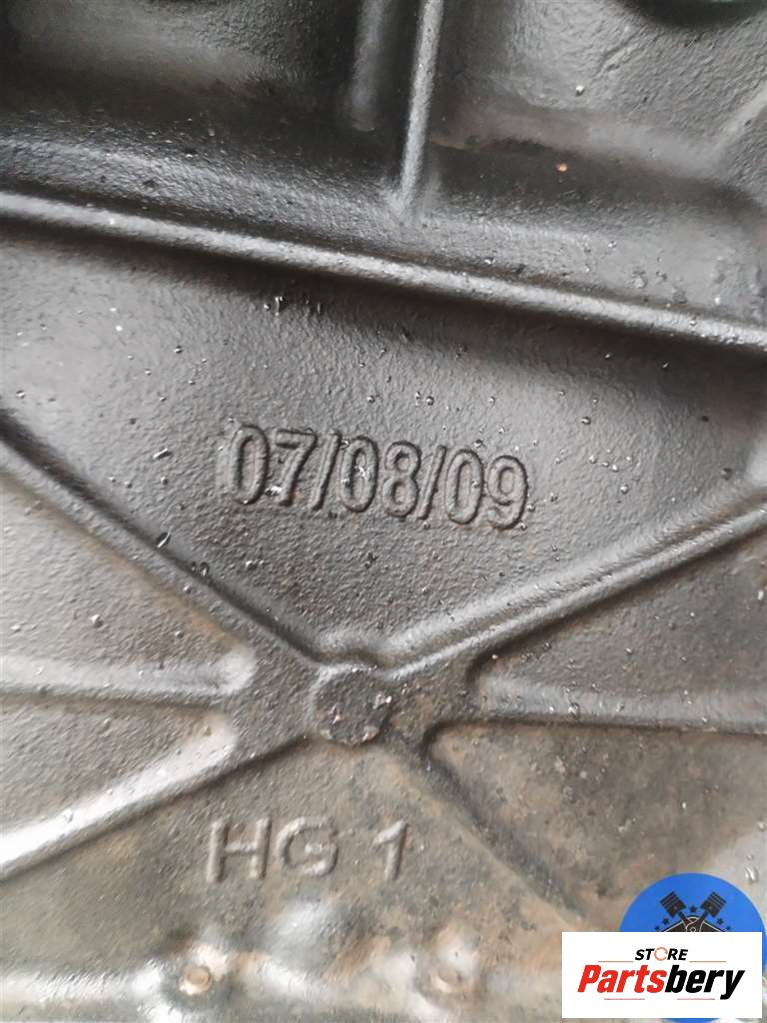 07/08/09
HG 1
STORE
Partsbery